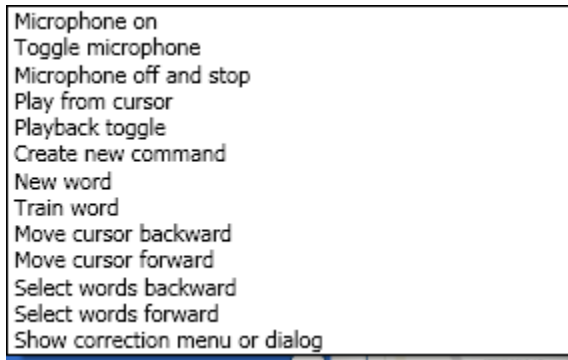 Microphone on
Toggle microphone
Microphone off and stop
Play from cursor
Playback toggle
Create new command
New word
Train word
Move cursor backward
Move cursor forward
Select words backward
Select words forward
Show correction menu or dialog